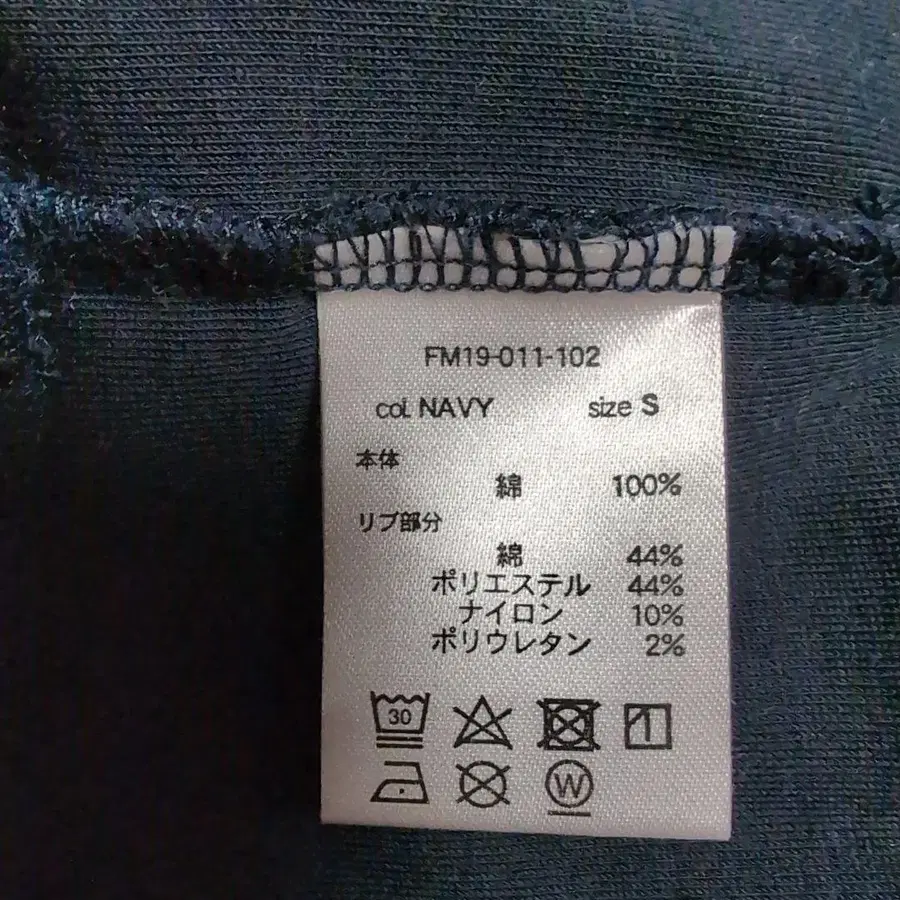 FM19-011-102
col. NAVY size S
本体
綿 100%
リブ部分
綿 44%
ポリエステル 44%
ナイロン 10%
ポリウレタン 2%
30
W